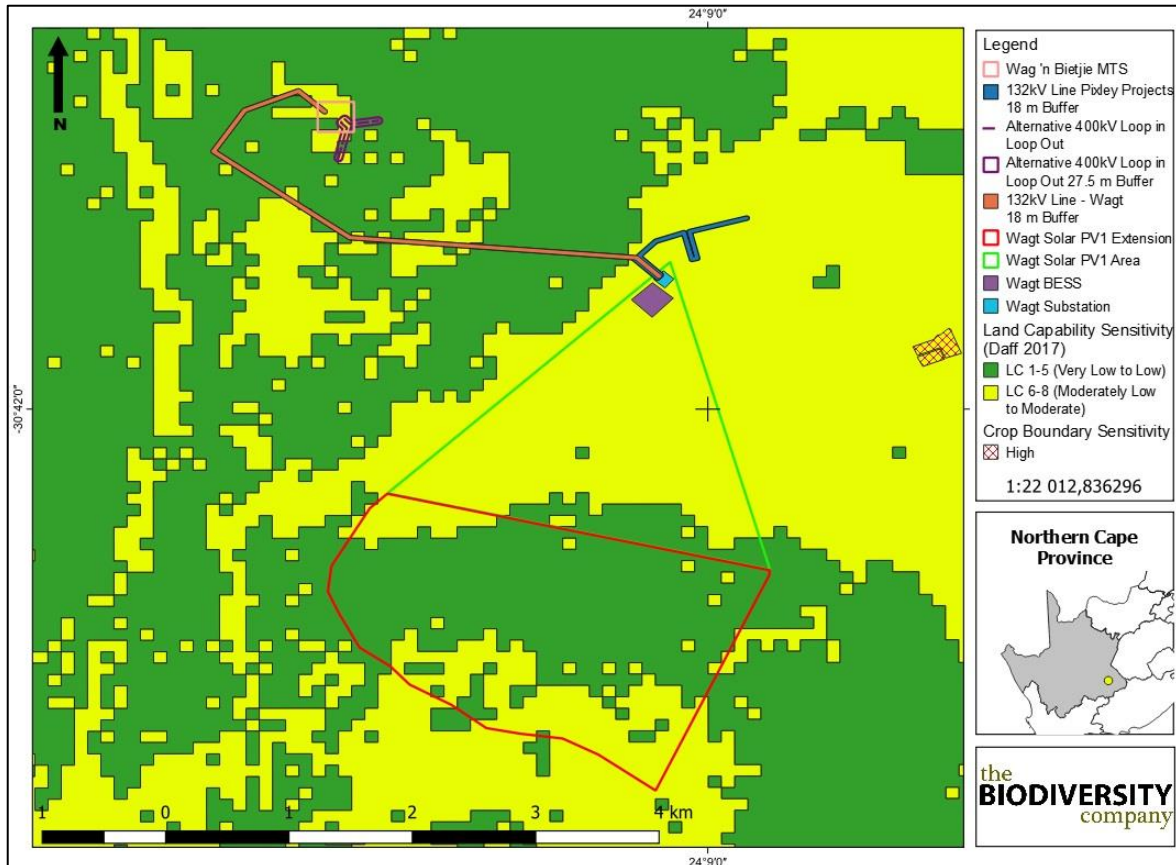 24°9'0"
N
-30°42'0"
1 0 1 2 3 4 km
24°9'0"
Legend
Wag 'n Bietjie MTS
132kV Line Pixley Projects
18 m Buffer
Alternative 400kV Loop in
Loop Out
Alternative 400kV Loop in
Loop Out 27.5 m Buffer
132kV Line - Wagt
18 m Buffer
Wagt Solar PV1 Extension
Wagt Solar PV1 Area
Wagt BESS
Wagt Substation
Land Capability Sensitivity
(Daff 2017)
LC 1-5 (Very Low to Low)
LC 6-8 (Moderately Low
to Moderate)
Crop Boundary Sensitivity
High
1:22 012,836296
Northern Cape
Province
the
BIODIVERSITY
company